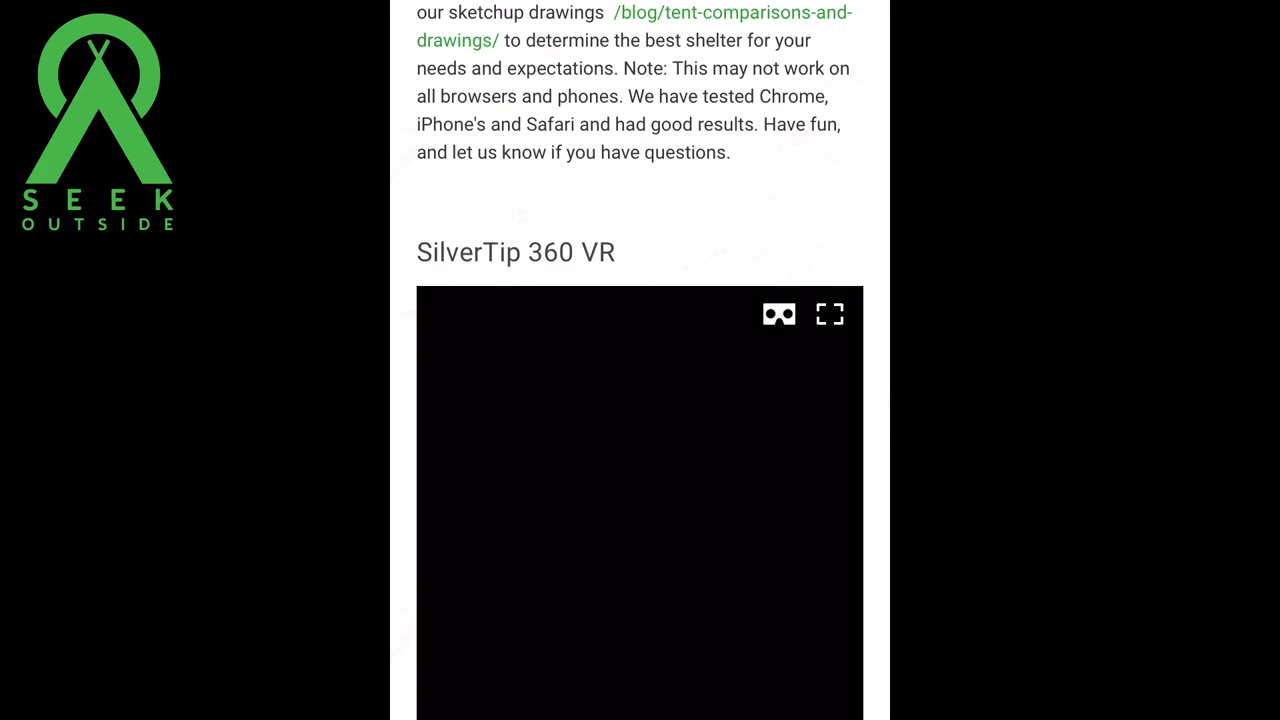 SEEK
OUTSIDE
our sketchup drawings /blog/tent-comparisons-and-
drawings/ to determine the best shelter for your
needs and expectations. Note: This may not work on
all browsers and phones. We have tested Chrome,
iPhone's and Safari and had good results. Have fun,
and let us know if you have questions.
SilverTip 360 VR